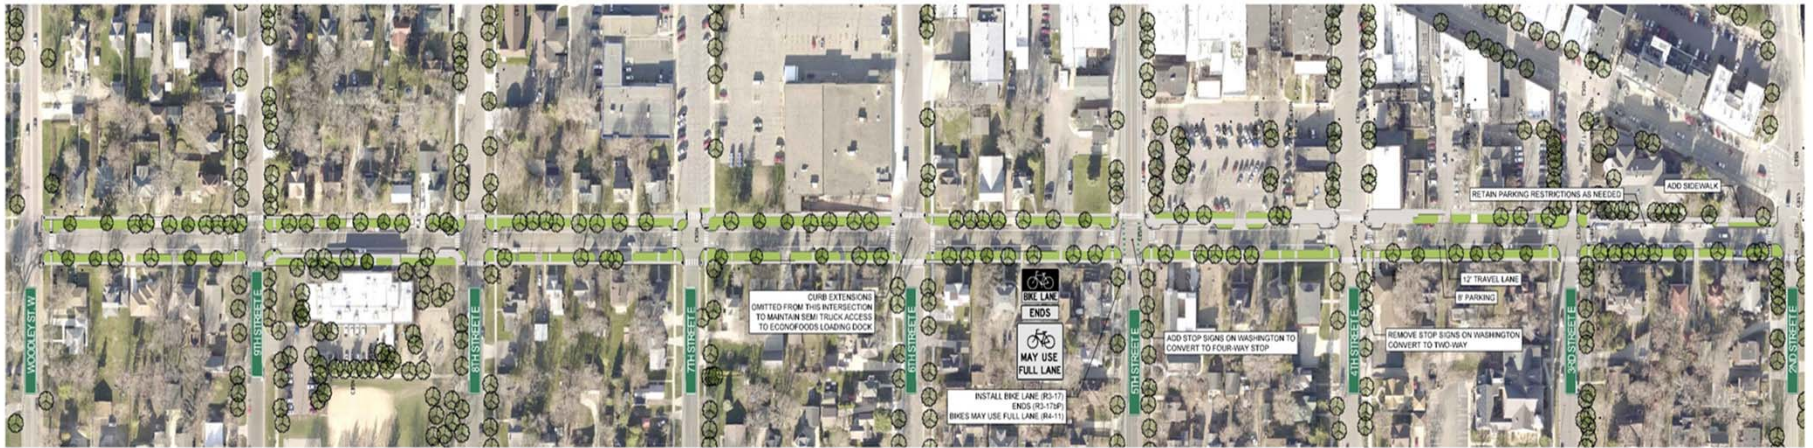 RETAIN PARKING RESTRICTIONS AS NEEDED
ADD SIDEWALK
WOODLEY ST. W
9TH STREET E
8TH STREET E
7TH STREET E
CURB EXTENSIONS
OMITTED FROM THIS INTERSECTION
TO MAINTAIN SEMI TRUCK ACCESS
TO ECONOFOODS LOADING DOCK
6TH STREET E
BIKE LANE
ENDS
MAY USE
FULL LANE
INSTALL BIKE LANE (R3-17)
ENDS (R3-17bP)
BIKES MAY USE FULL LANE (R4-11)
5TH STREET E
ADD STOP SIGNS ON WASHINGTON TO
CONVERT TO FOUR-WAY STOP
4TH STREET E
12' TRAVEL LANE
8' PARKING
REMOVE STOP SIGNS ON WASHINGTON
CONVERT TO TWO-WAY
3RD STREET E
2ND STREET E